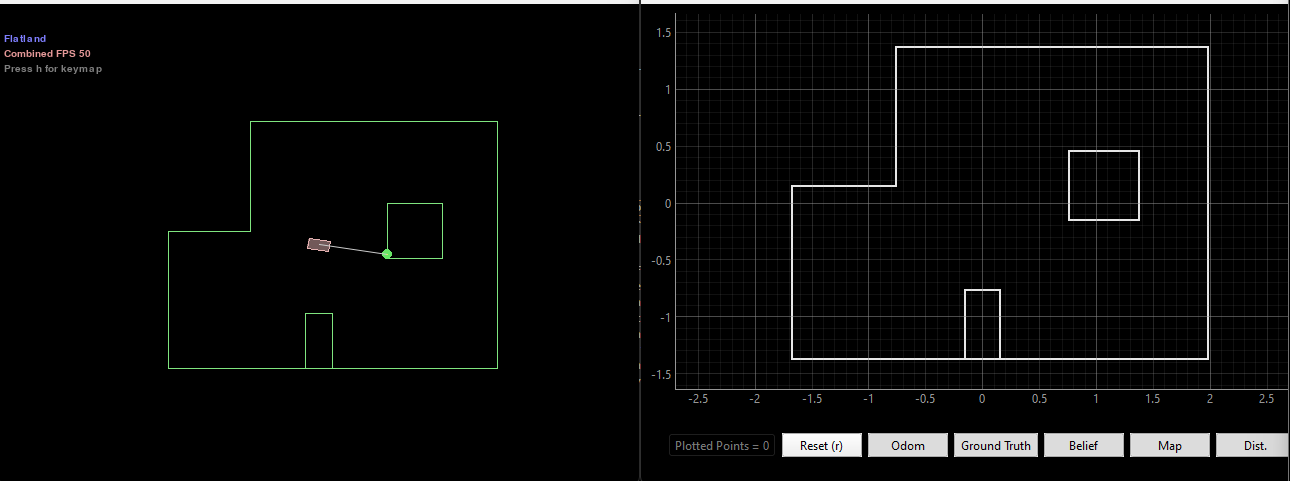 Flatland
Combined FPS 50
Press h for keymap
1.5
1
0.5
0
-0.5
-1
-1.5
-2.5 -2 -1.5 -1 -0.5 0 0.5 1 1.5 2 2.5
Plotted Points = 0 Reset (r) Odom Ground Truth Belief Map Dist.